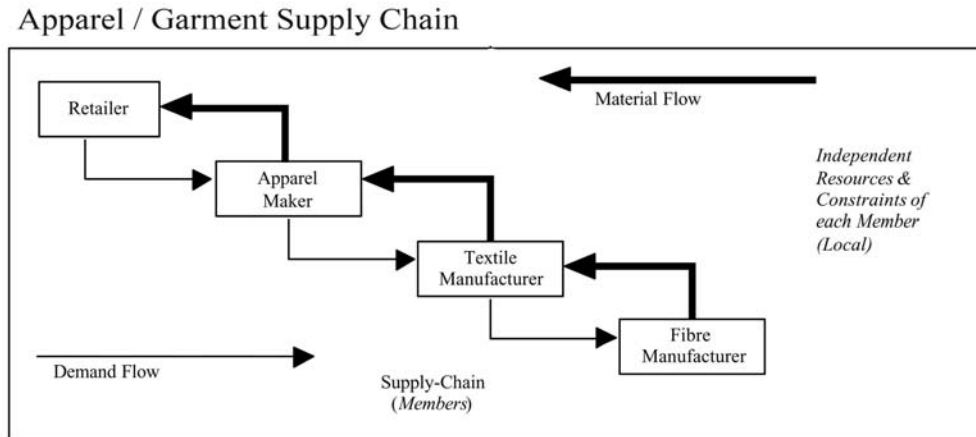 Apparel / Garment Supply Chain
Retailer
Material Flow
Apparel
Maker
Independent
Resources &
Constraints of
each Member
(Local)
Textile
Manufacturer
Fibre
Manufacturer
Demand Flow
Supply-Chain
(Members)